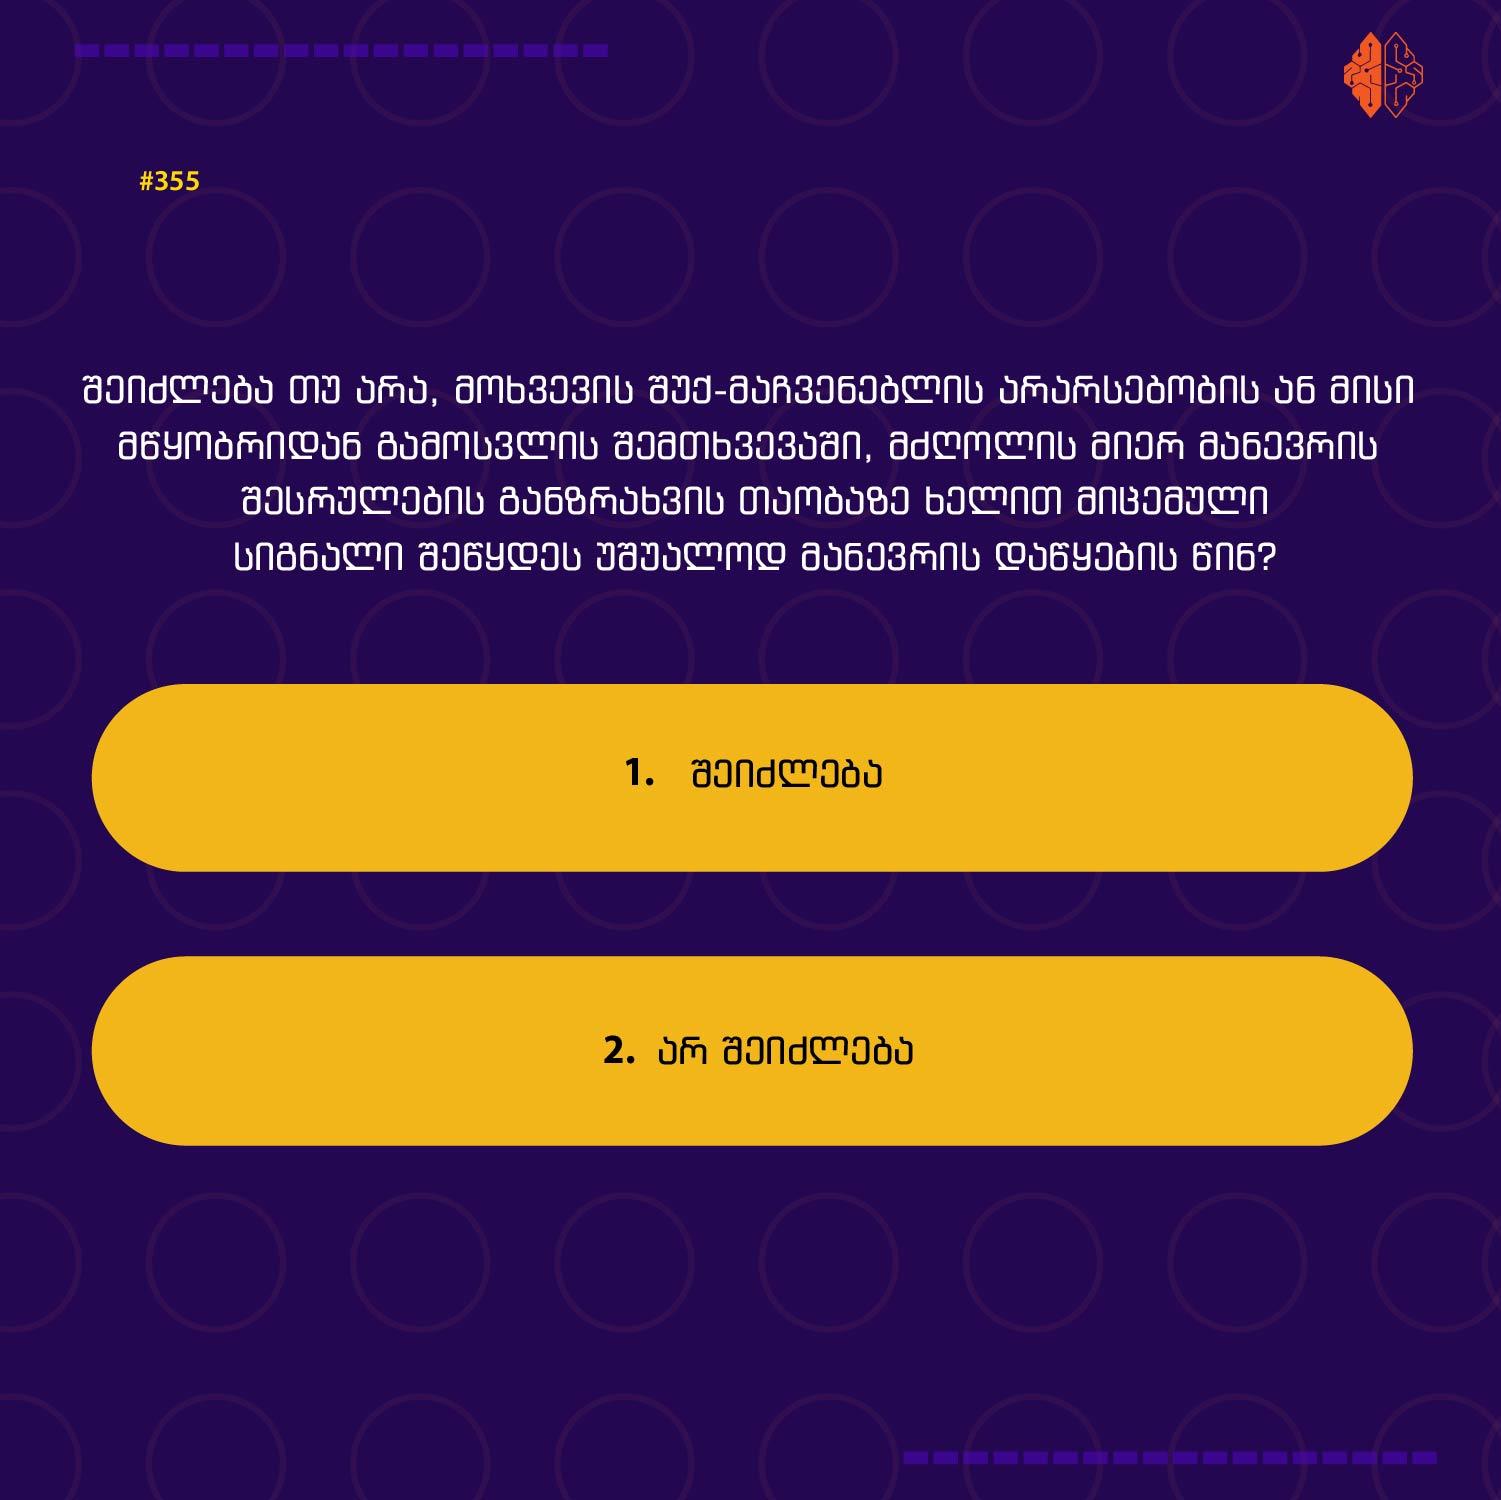 #355
შეიძლება თუ არა, მოხვევის შუქ-მაჩვენებლის არარსებობის ან მისი
მწყობრიდან გამოსვლის შემთხვევაში, მძღოლის მიერ მანევრის
შესრულების განზრახვის თაობაზე ხელით მიცემული
სიგნალი შეწყდეს უშუალოდ მანევრის დაწყების წინ?
1. შეიძლება
2. არ შეიძლება